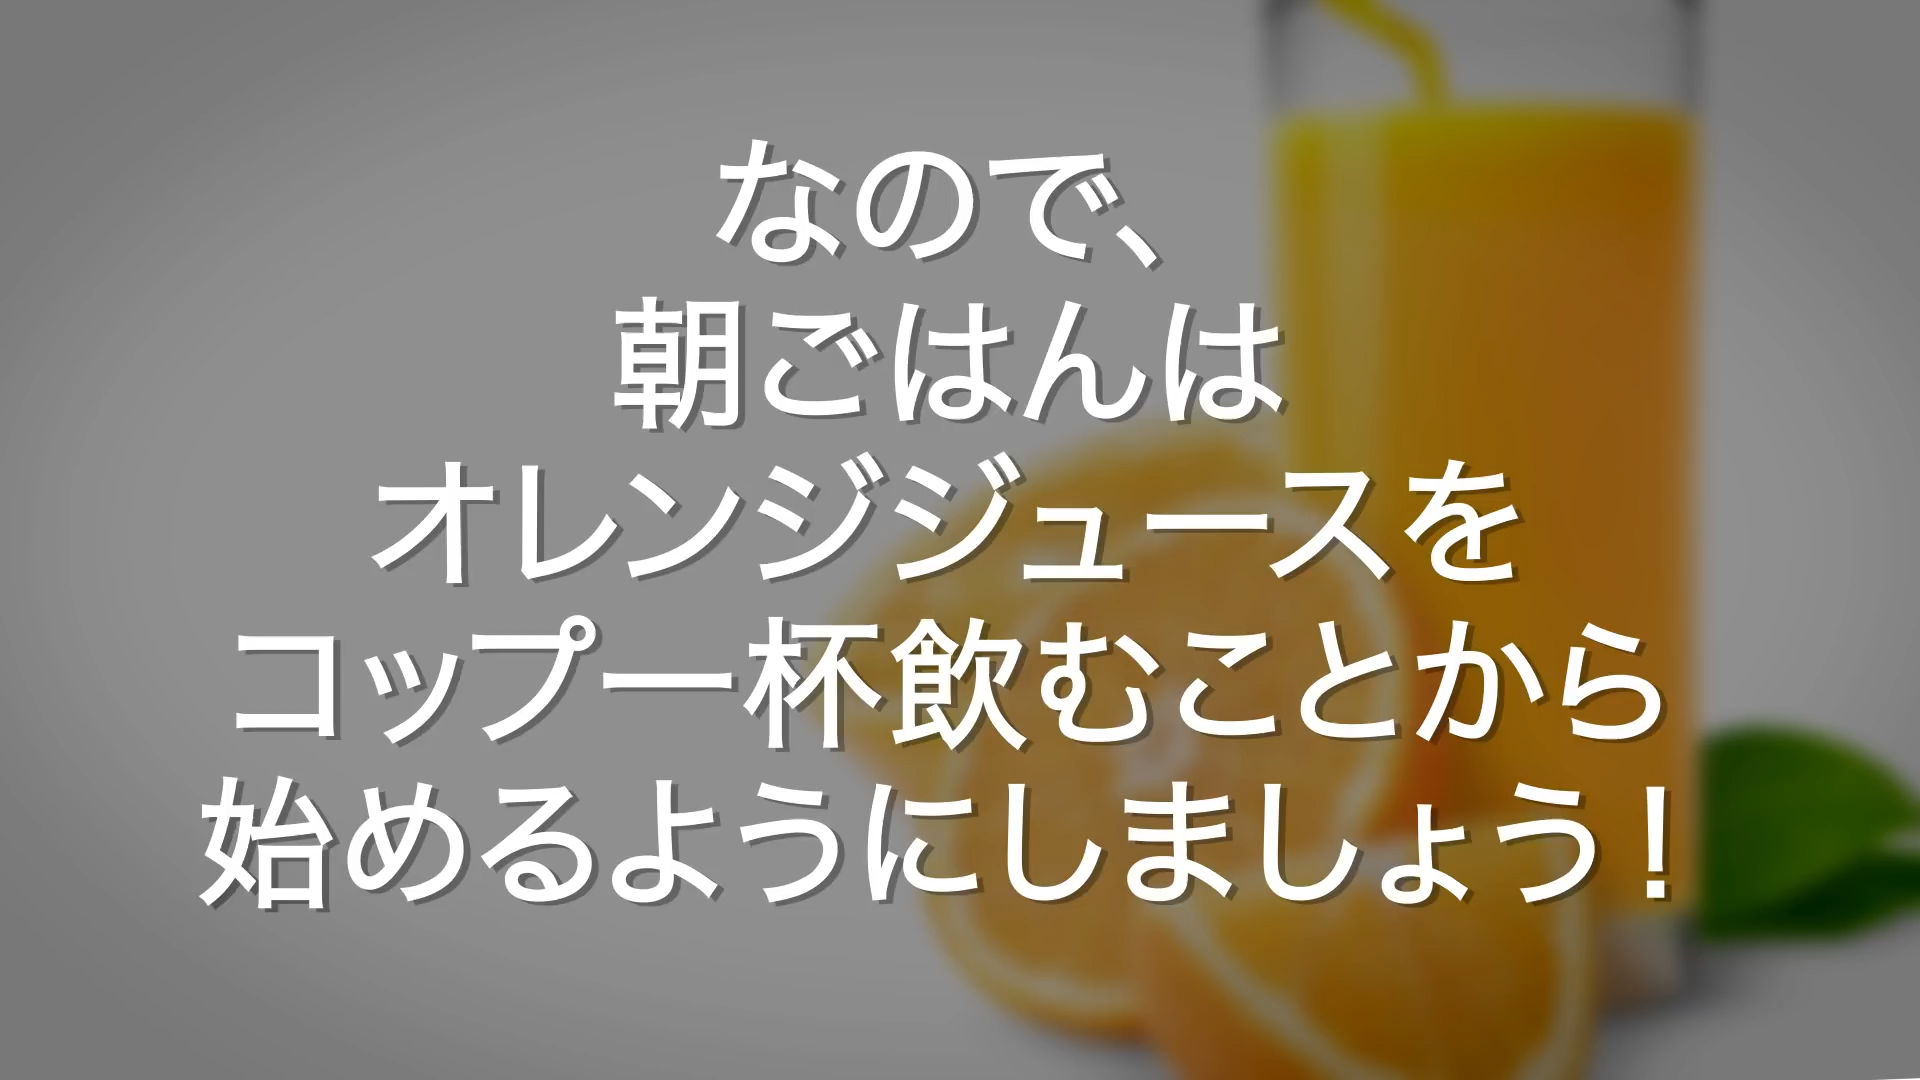 なので、
朝ごはんは
オレンジジュースを
コップ一杯飲むことから
始めるようにしましょう!